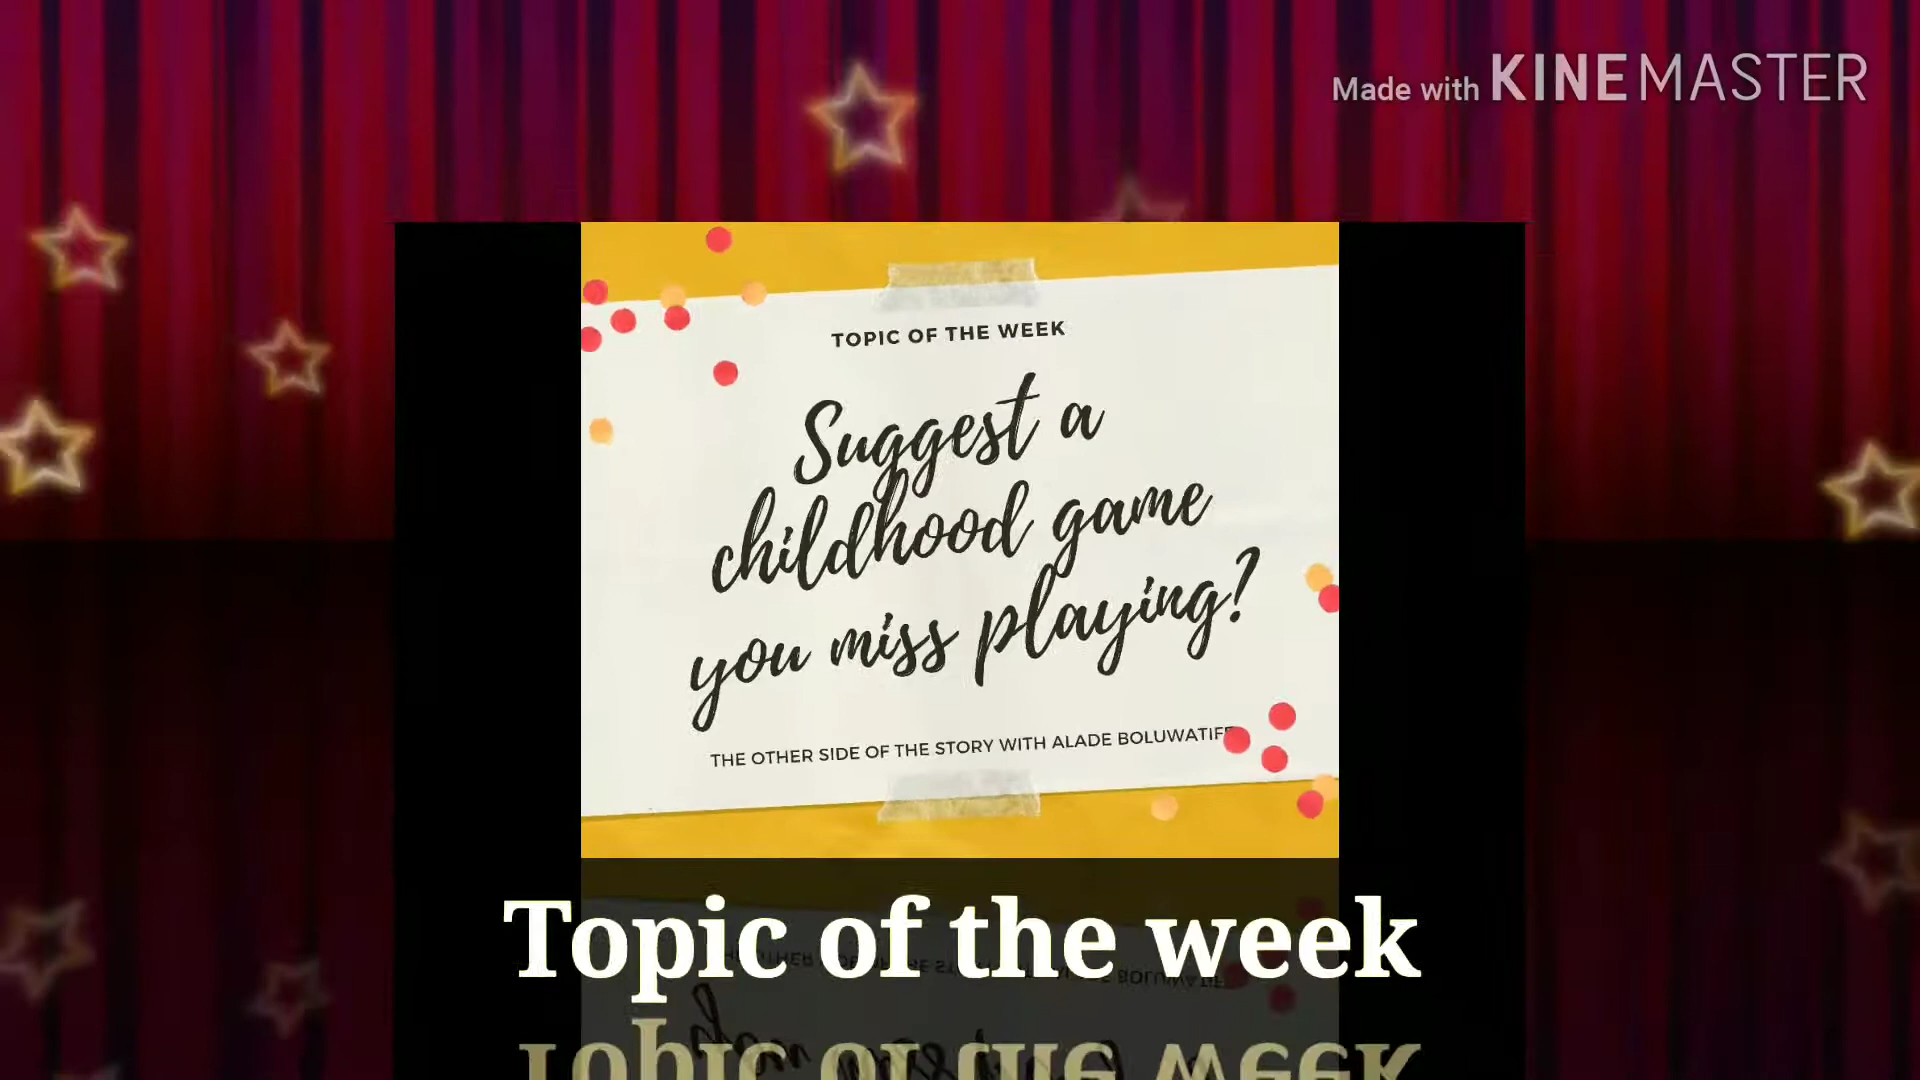 Made with KINEMASTER
TOPIC OF THE WEEK
Suggest a
childhood game
you miss playing?
THE OTHER SIDE OF THE STORY WITH ALADE BOLUWATIFE
Topic of the week